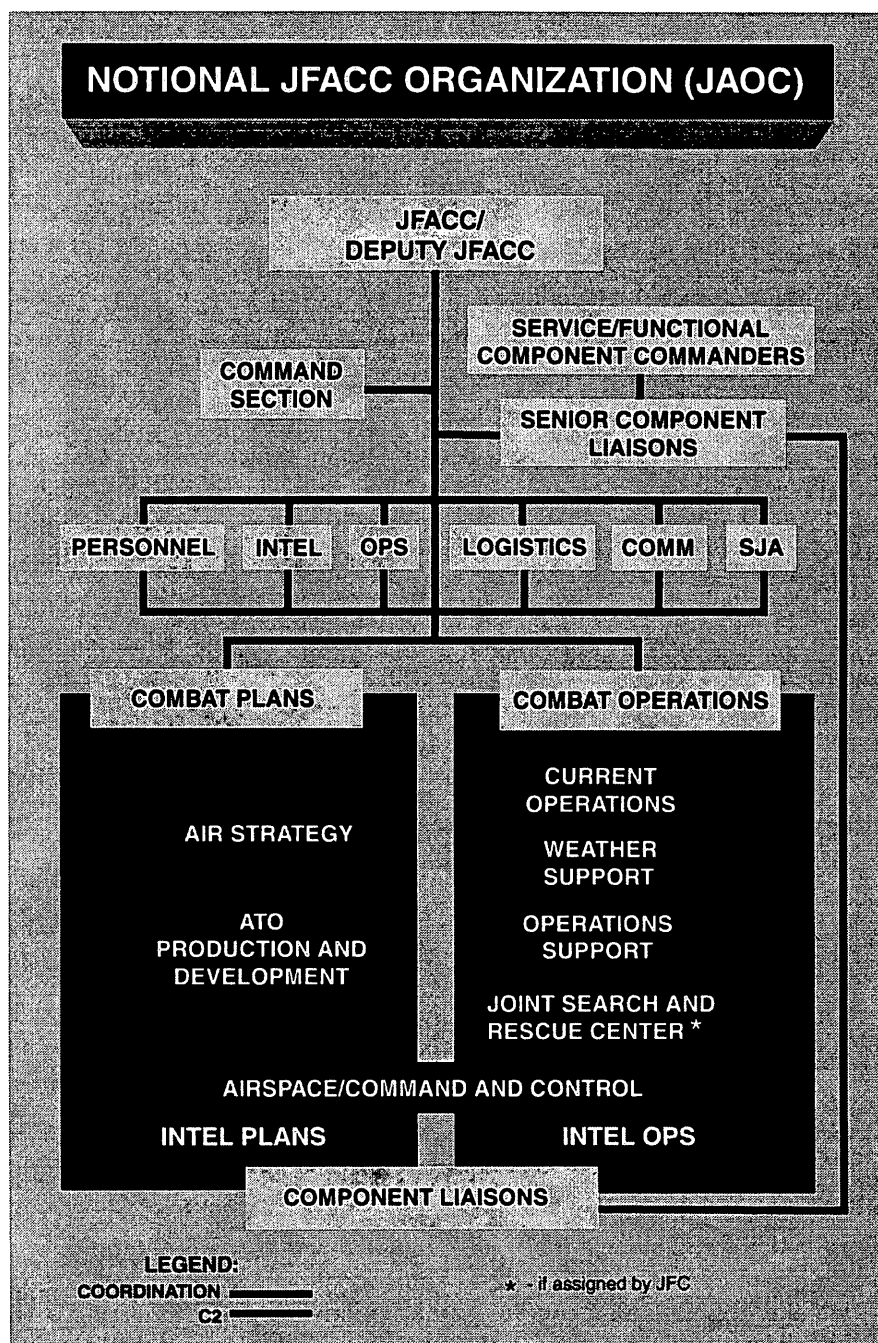 NOTIONAL JFACC ORGANIZATION (JAOC)
JFACC/
DEPUTY JFACC
SERVICE/FUNCTIONAL
COMPONENT COMMANDERS
COMMAND
SECTION
SENIOR COMPONENT
LIAISONS
PERSONNEL
INTEL
OPS
LOGISTICS
COMM
SJA
COMBAT PLANS
AIR STRATEGY
ATO
PRODUCTION AND
DEVELOPMENT
COMBAT OPERATIONS
CURRENT
OPERATIONS
WEATHER
SUPPORT
OPERATIONS
SUPPORT
JOINT SEARCH AND
RESCUE CENTER *
AIRSPACE/COMMAND AND CONTROL
INTEL PLANS
INTEL OPS
COMPONENT LIAISONS
LEGEND:
COORDINATION
C2
* - if assigned by JFC